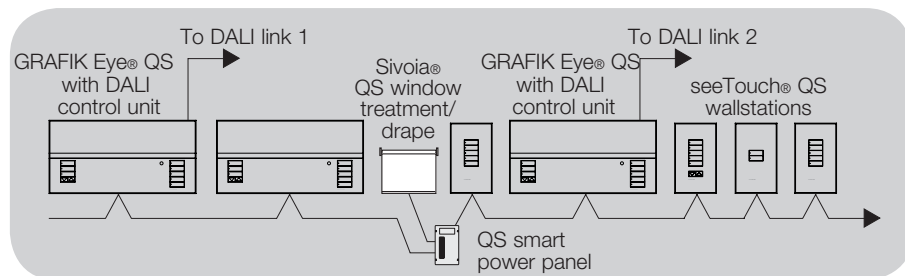 To DALI link 1
GRAFIK Eye® QS
with DALI
control unit
Sivoia®
QS window
treatment/
drape
To DALI link 2
GRAFIK Eye® QS
with DALI
control unit
seeTouch® QS
wallstations
QS smart
power panel